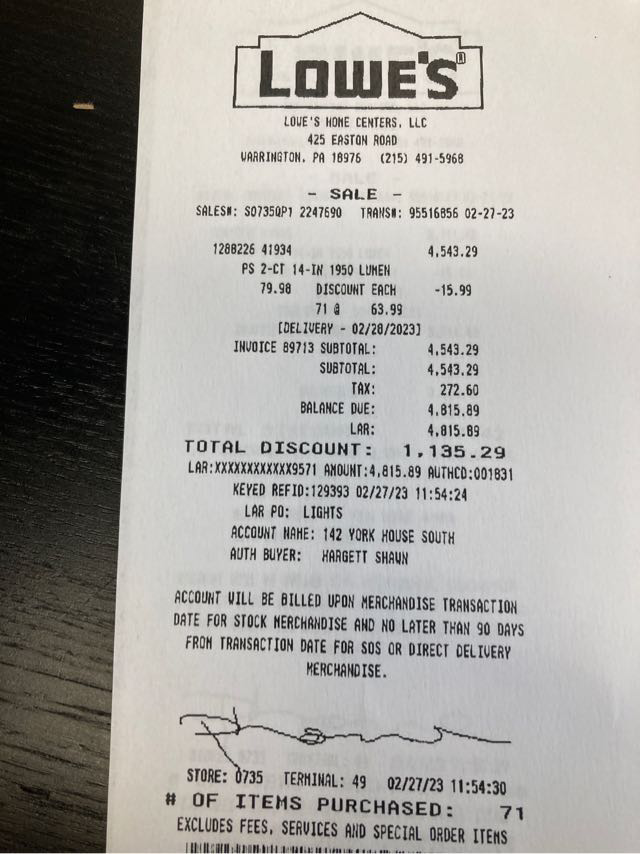 LOWE'S®
LOWE'S HOME CENTERS, LLC
425 EASTON ROAD
WARRINGTON, PA 18976 (215) 491-5968
- SALE -
SALES#: SO735QP1 2247690 TRANS#: 95516856 02-27-23
1288226 41934 4,543.29
PS 2-CT 14-IN 1950 LUMEN
79.98 DISCOUNT EACH -15.99
71 @ 63.99
[DELIVERY - 02/28/2023]
INVOICE 89713 SUBTOTAL: 4,543.29
SUBTOTAL: 4,543.29
TAX: 272.60
BALANCE DUE: 4,815.89
LAR: 4,815.89
TOTAL DISCOUNT: 1,135.29
LAR:XXXXXXXXXXXX9571 AMOUNT:4,815.89 AUTHCD:001831
KEYED REFID:129393 02/27/23 11:54:24
LAR PO: LIGHTS
ACCOUNT NAME: 142 YORK HOUSE SOUTH
AUTH BUYER: HARGETT SHAWN
ACCOUNT WILL BE BILLED UPON MERCHANDISE TRANSACTION
DATE FOR STOCK MERCHANDISE AND NO LATER THAN 90 DAYS
FROM TRANSACTION DATE FOR SOS OR DIRECT DELIVERY
MERCHANDISE.
STORE: 0735 TERMINAL: 49 02/27/23 11:54:30
# OF ITEMS PURCHASED: 71
EXCLUDES FEES, SERVICES AND SPECIAL ORDER ITEMS